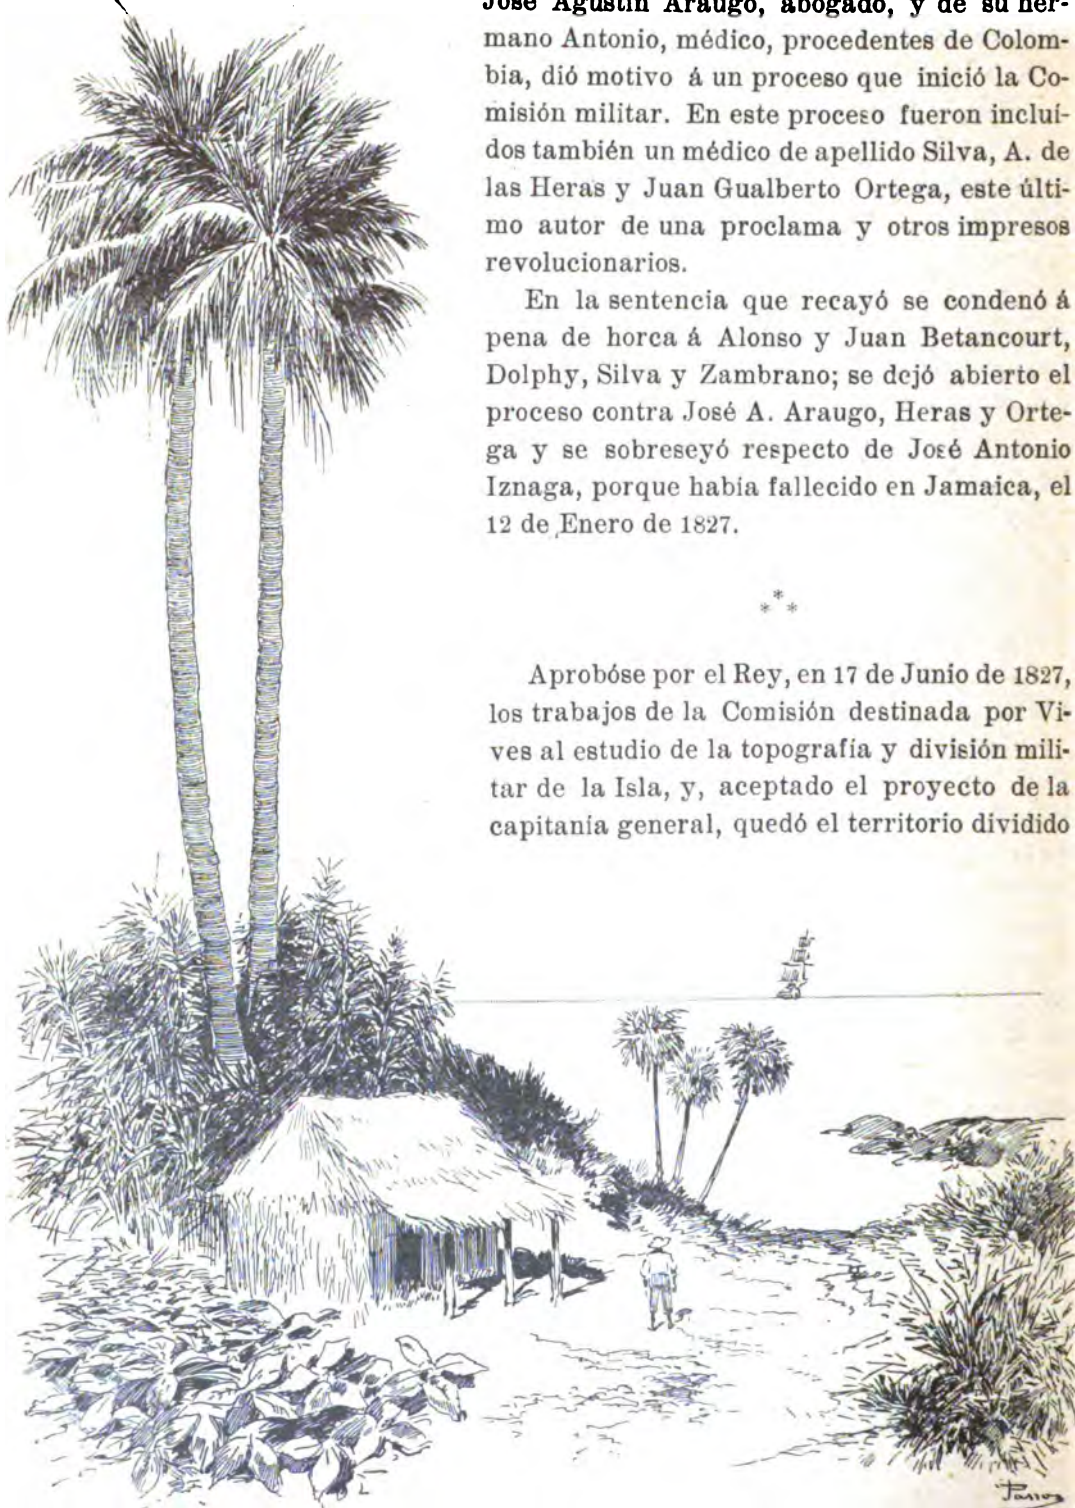 José Agustín Araugo, abogado, y de su her-
mano Antonio, médico, procedentes de Colom-
bia, dió motivo á un proceso que inició la Co-
misión militar. En este proceso fueron incluí-
dos también un médico de apellido Silva, A. de
las Heras y Juan Gualberto Ortega, este últi-
mo autor de una proclama y otros impresos
revolucionarios.
En la sentencia que recayó se condenó á
pena de horca á Alonso y Juan Betancourt,
Dolphy, Silva y Zambrano; se dejó abierto el
proceso contra José A. Araugo, Heras y Orte-
ga y se sobreseyó respecto de José Antonio
Iznaga, porque había fallecido en Jamaica, el
12 de Enero de 1827.
***
Aprobóse por el Rey, en 17 de Junio de 1827,
los trabajos de la Comisión destinada por Vi-
ves al estudio de la topografía y división mili-
tar de la Isla, y, aceptado el proyecto de la
capitanía general, quedó el territorio dividido